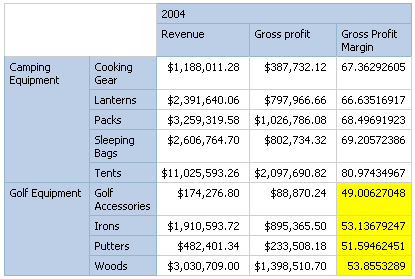 2004
Revenue Gross profit Gross Profit
Margin
Camping
Equipment Cooking
Gear $1,188,011.28 $387,732.12 67.36292605
Lanterns $2,391,640.06 $797,966.66 66.63516917
Packs $3,259,319.58 $1,026,786.08 68.49691923
Sleeping
Bags $2,606,764.70 $802,734.32 69.20572386
Tents $11,025,593.26 $2,097,690.82 80.97434967
Golf Equipment Golf
Accessories $174,276.80 $88,870.24 49.00627048
Irons $1,910,593.72 $895,365.50 53.13679247
Putters $482,401.34 $233,508.18 51.59462451
Woods $3,030,709.00 $1,398,510.70 53.8553289